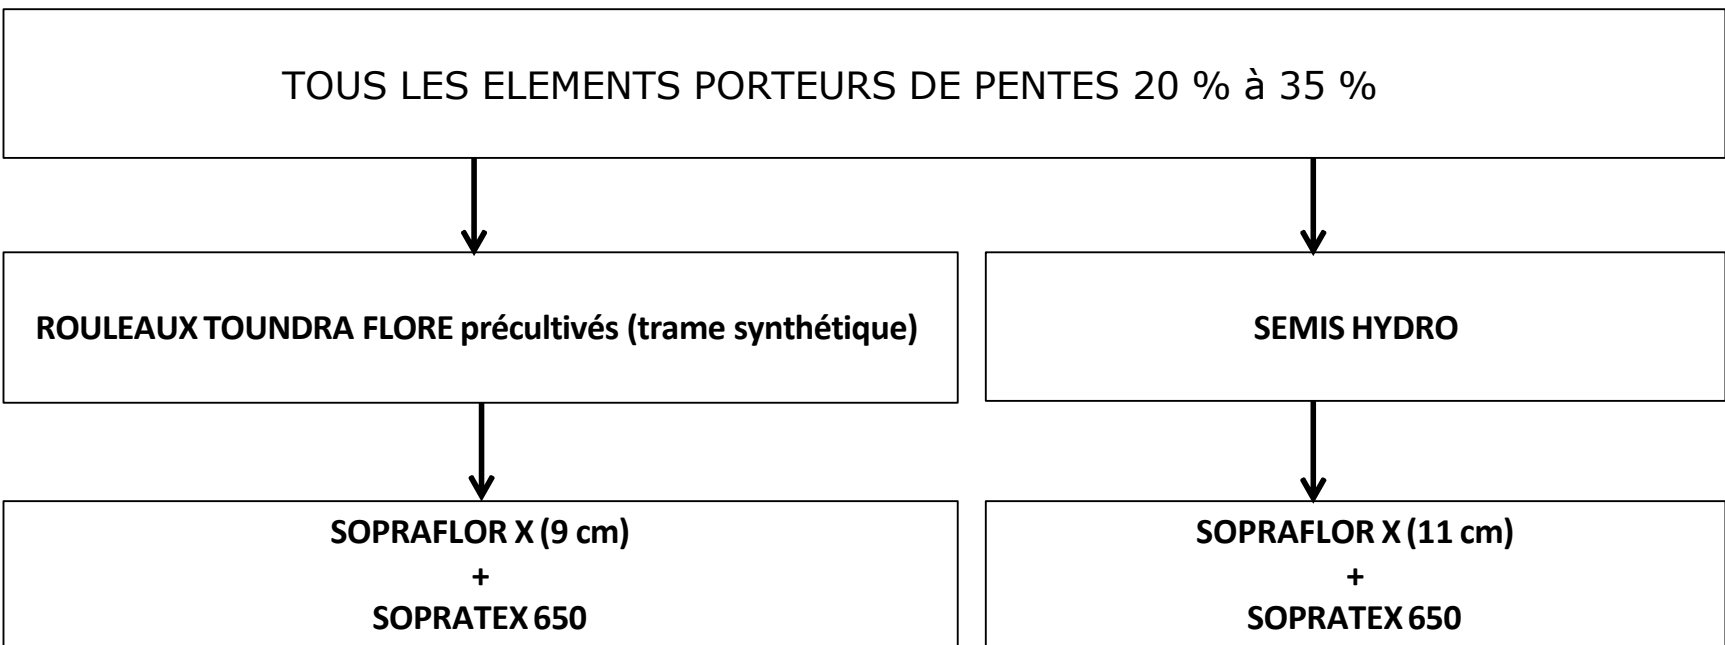 TOUS LES ELEMENTS PORTEURS DE PENTES 20 % à 35 %
ROULEAUX TOUNDRA FLORE précultivés (trame synthétique)
SEMIS HYDRO
SOPRAFLOR X (9 cm)
+
SOPRATEX 650
SOPRAFLOR X (11 cm)
+
SOPRATEX 650